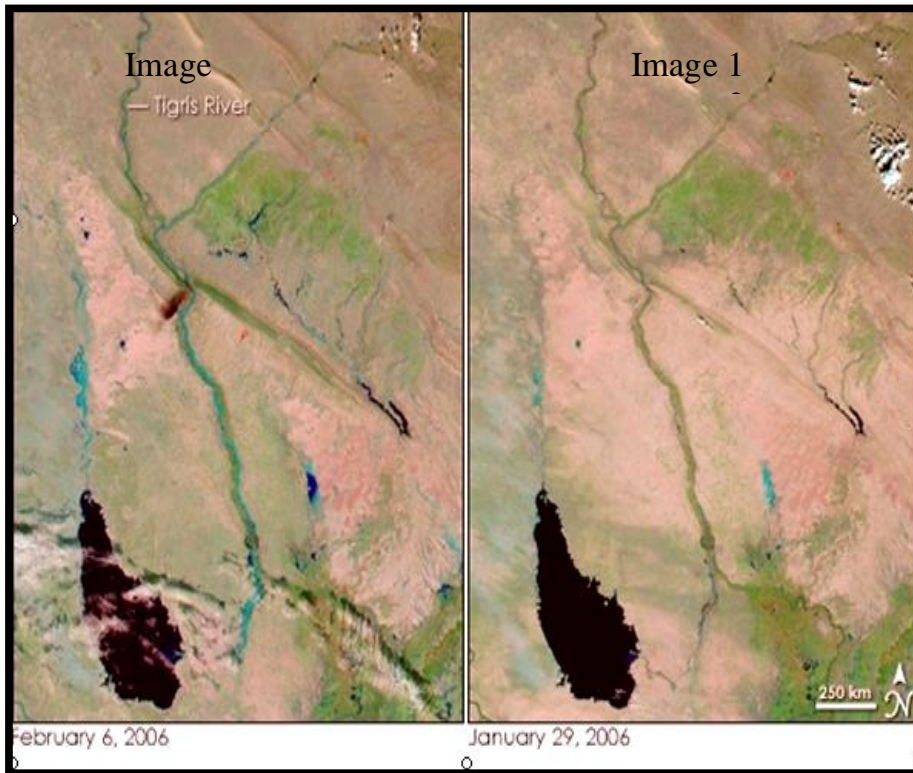 Image
Image 1
Tigris River
250 km
N
February 6, 2006
January 29, 2006